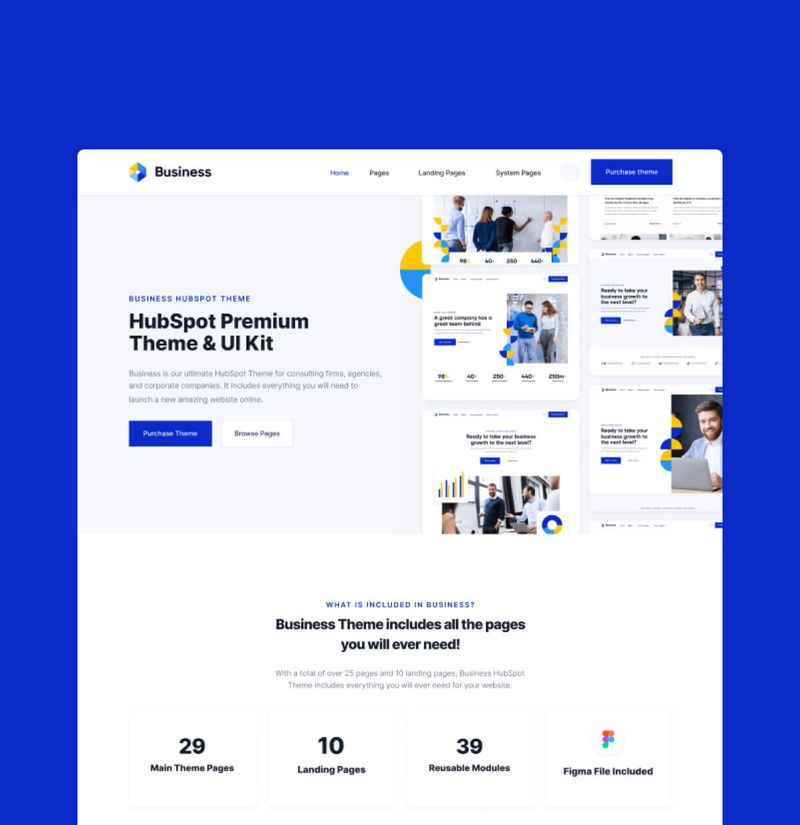 Business
Home
Pages
Landing Pages
System Pages
Purchase theme
BUSINESS HUBSPOT THEME
HubSpot Premium
Theme & UI Kit
Business is our ultimate HubSpot Theme for consulting firms, agencies,
and corporate companies. It includes everything you will need to
launch a new amazing website online.
Purchase Theme
Browse Pages
98
40+
250
440+
A great company has a
great team behind
98
40+
250
440+
250m
Ready to take your business
growth to the next level?
Ready to take your
business growth to
the next level?
Ready to take your
business growth to
the next level?
WHAT IS INCLUDED IN BUSINESS?
Business Theme includes all the pages
you will ever need!
With a total of over 25 pages and 10 landing pages, Business HubSpot
Theme includes everything you will ever need for your website.
29
Main Theme Pages
10
Landing Pages
39
Reusable Modules
Figma File Included